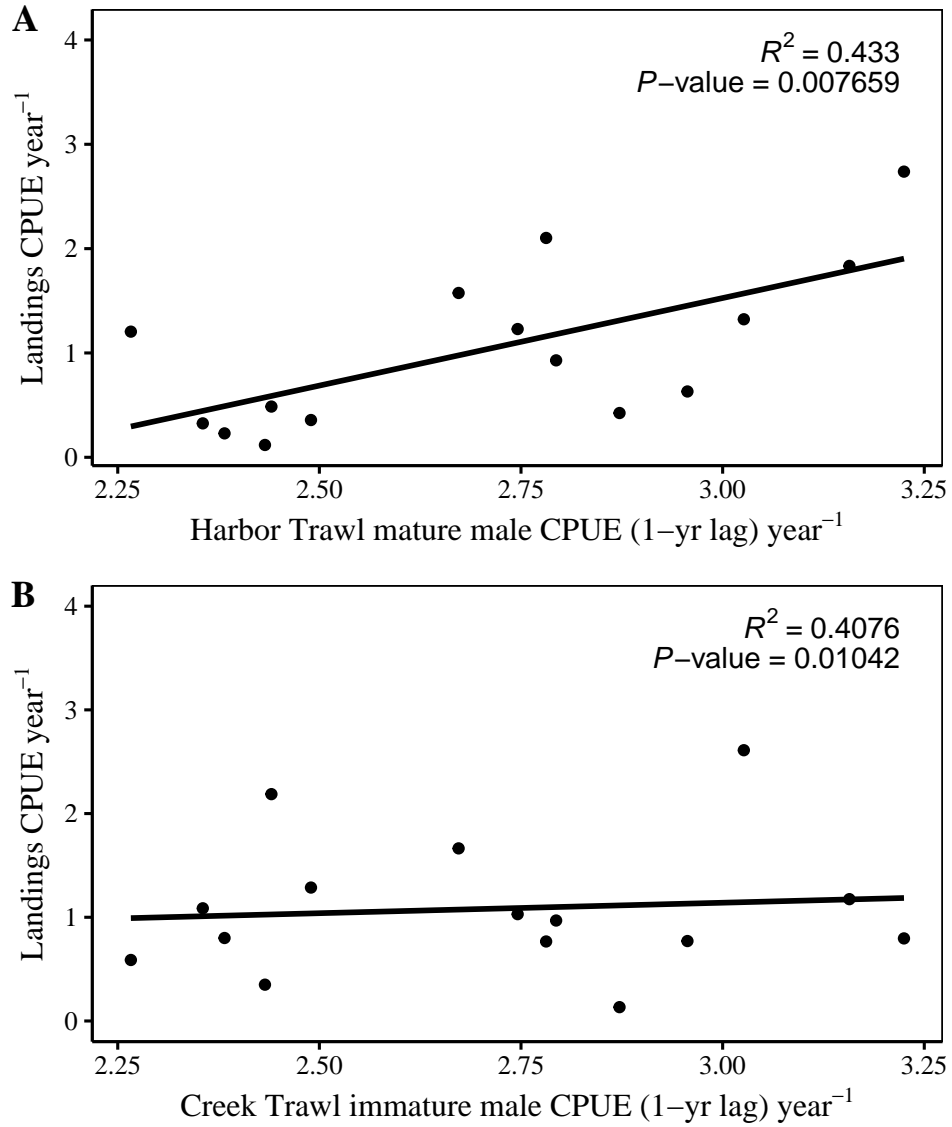 A
R² = 0.433
P−value = 0.007659
4
3
2
1
0
Landings CPUE year⁻¹
2.25 2.50 2.75 3.00 3.25
Harbor Trawl mature male CPUE (1−yr lag) year⁻¹
B
R² = 0.4076
P−value = 0.01042
4
3
2
1
0
Landings CPUE year⁻¹
2.25 2.50 2.75 3.00 3.25
Creek Trawl immature male CPUE (1−yr lag) year⁻¹